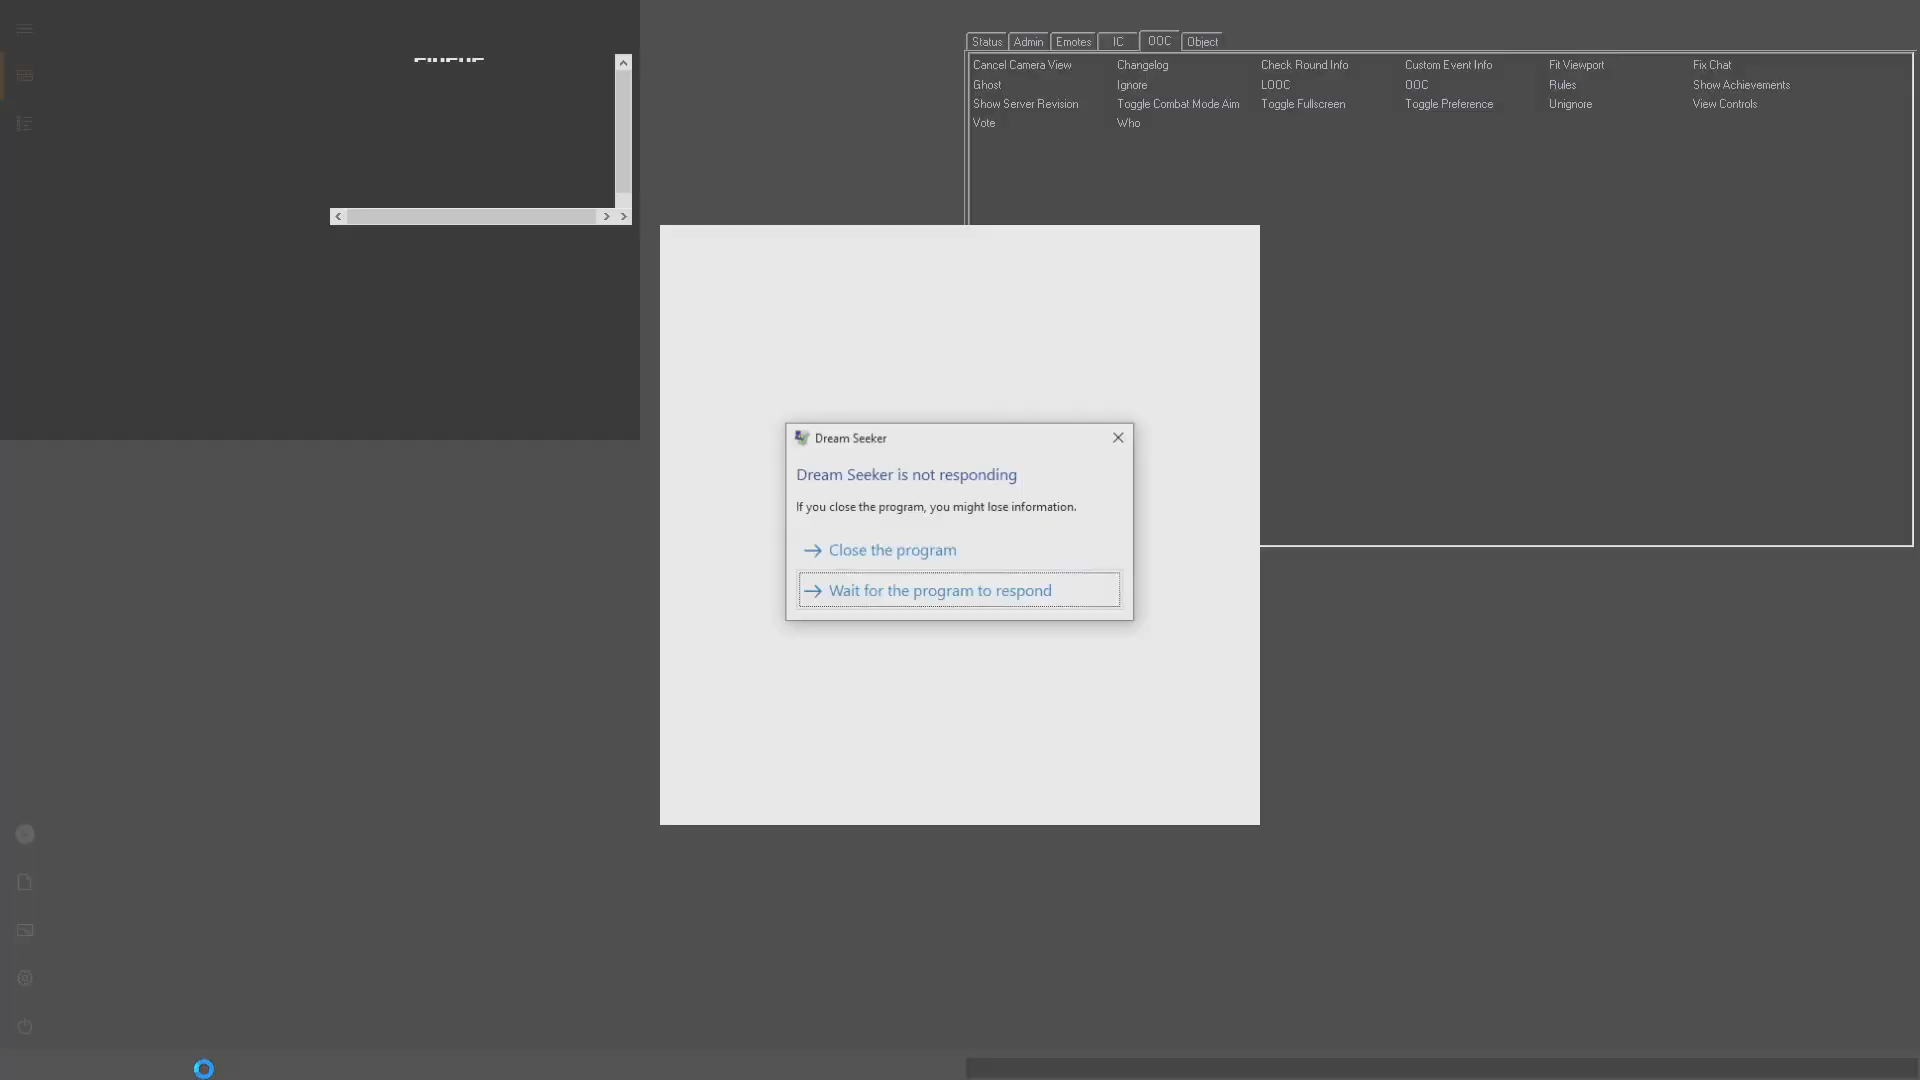 Status Admin Emotes IC OOC Object
Cancel Camera View Changelog Check Round Info Custom Event Info Fit Viewport Fix Chat
Ghost Ignore LOOC OOC Rules Show Achievements
Show Server Revision Toggle Combat Mode Aim Toggle Fullscreen Toggle Preference Unignore View Controls
Vote Who
Dream Seeker
Dream Seeker is not responding
If you close the program, you might lose information.
Close the program
Wait for the program to respond